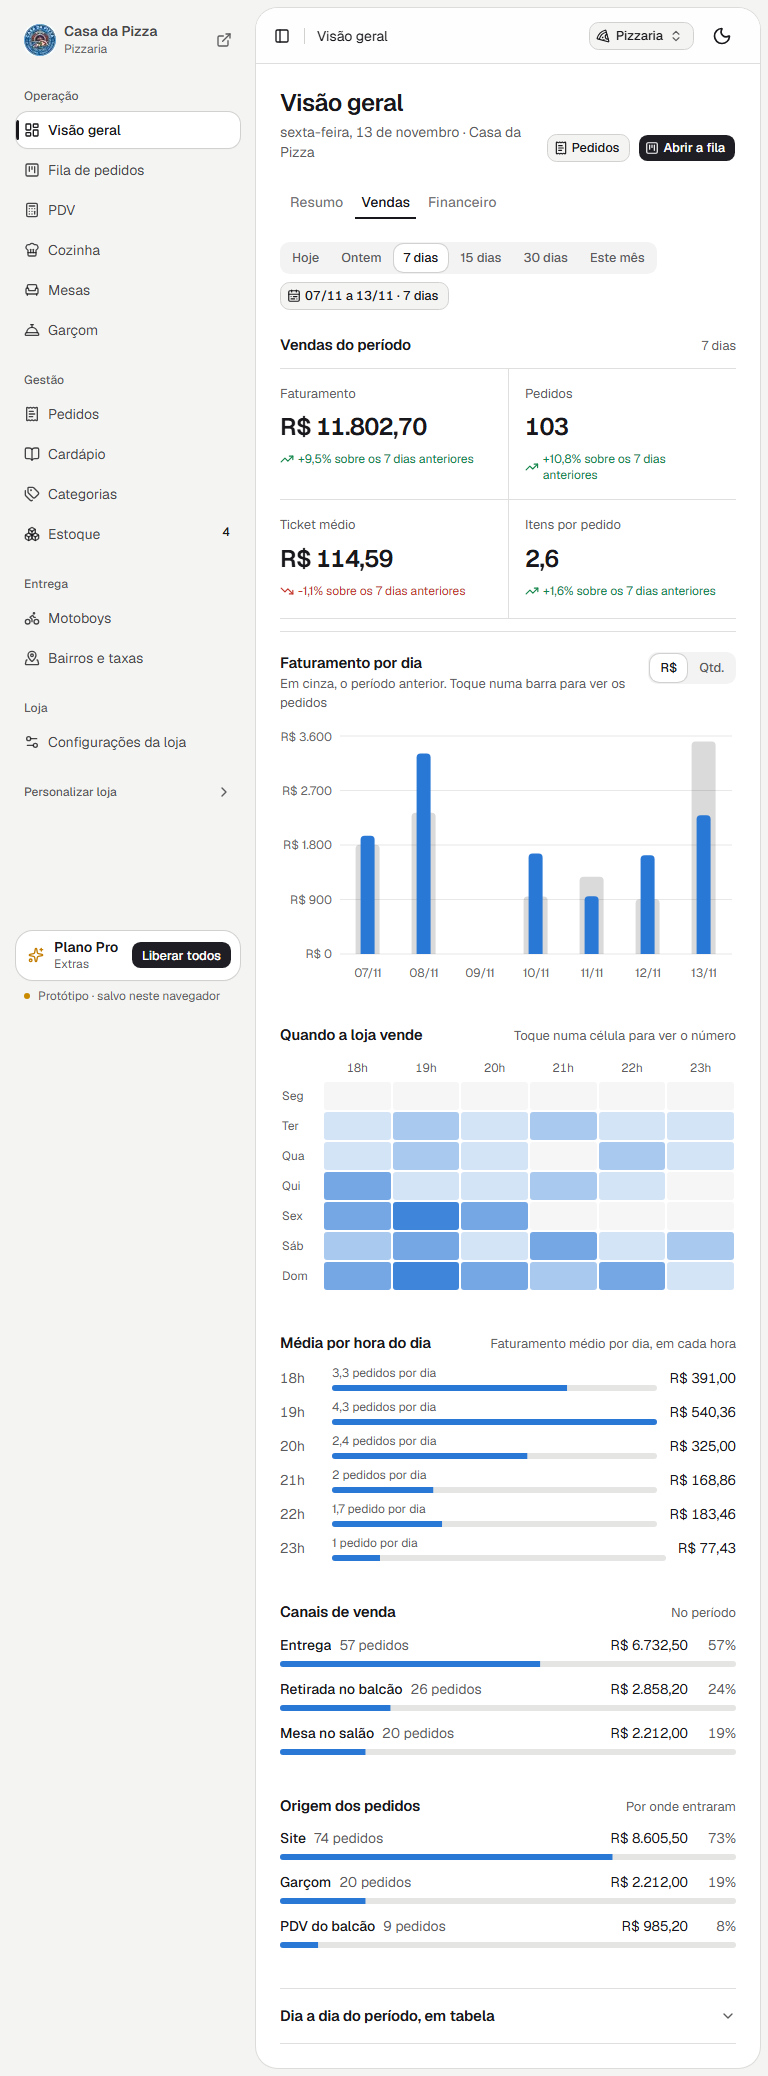 Casa da Pizza
Pizzaria
Operação
Visão geral
Fila de pedidos
PDV
Cozinha
Mesas
Garçom
Gestão
Pedidos
Cardápio
Categorias
Estoque 4
Entrega
Motoboys
Bairros e taxas
Loja
Configurações da loja
Personalizar loja
Plano Pro
Extras
Liberar todos
Protótipo · salvo neste navegador
Visão geral
Pizzaria
Visão geral
sexta-feira, 13 de novembro · Casa da
Pizza
Pedidos
Abrir a fila
Resumo Vendas Financeiro
Hoje Ontem 7 dias 15 dias 30 dias Este mês
07/11 a 13/11 · 7 dias
Vendas do período 7 dias
Faturamento
R$ 11.802,70
+9,5% sobre os 7 dias anteriores
Pedidos
103
+10,8% sobre os 7 dias
anteriores
Ticket médio
R$ 114,59
-1,1% sobre os 7 dias anteriores
Itens por pedido
2,6
+1,6% sobre os 7 dias anteriores
Faturamento por dia
Em cinza, o período anterior. Toque numa barra para ver os
pedidos
R$ Qtd.
R$ 3.600
R$ 2.700
R$ 1.800
R$ 900
R$ 0
07/11 08/11 09/11 10/11 11/11 12/11 13/11
Quando a loja vende Toque numa célula para ver o número
18h 19h 20h 21h 22h 23h
Seg
Ter
Qua
Qui
Sex
Sáb
Dom
Média por hora do dia Faturamento médio por dia, em cada hora
18h 3,3 pedidos por dia R$ 391,00
19h 4,3 pedidos por dia R$ 540,36
20h 2,4 pedidos por dia R$ 325,00
21h 2 pedidos por dia R$ 168,86
22h 1,7 pedido por dia R$ 183,46
23h 1 pedido por dia R$ 77,43
Canais de venda No período
Entrega 57 pedidos R$ 6.732,50 57%
Retirada no balcão 26 pedidos R$ 2.858,20 24%
Mesa no salão 20 pedidos R$ 2.212,00 19%
Origem dos pedidos Por onde entraram
Site 74 pedidos R$ 8.605,50 73%
Garçom 20 pedidos R$ 2.212,00 19%
PDV do balcão 9 pedidos R$ 985,20 8%
Dia a dia do período, em tabela